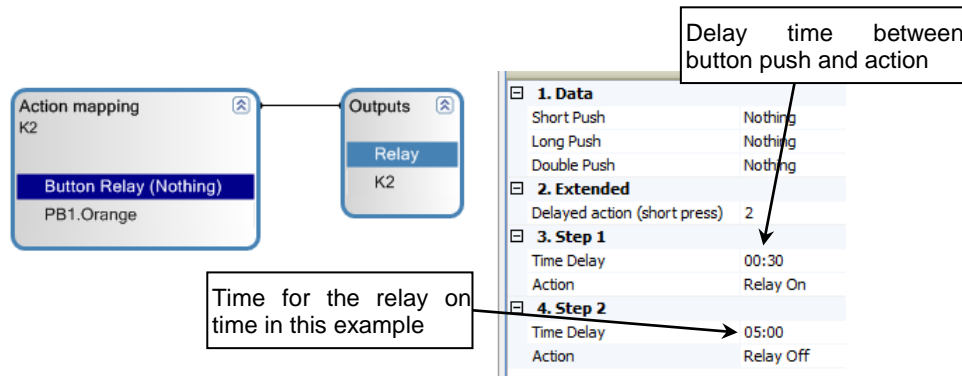 Delay time between
button push and action
Action mapping
K2
Button Relay (Nothing)
PB1.Orange
Outputs
Relay
K2
1. Data
Short Push Nothing
Long Push Nothing
Double Push Nothing
2. Extended
Delayed action (short press) 2
3. Step 1
Time Delay 00:30
Action Relay On
4. Step 2
Time Delay 05:00
Action Relay Off
Time for the relay on
time in this example